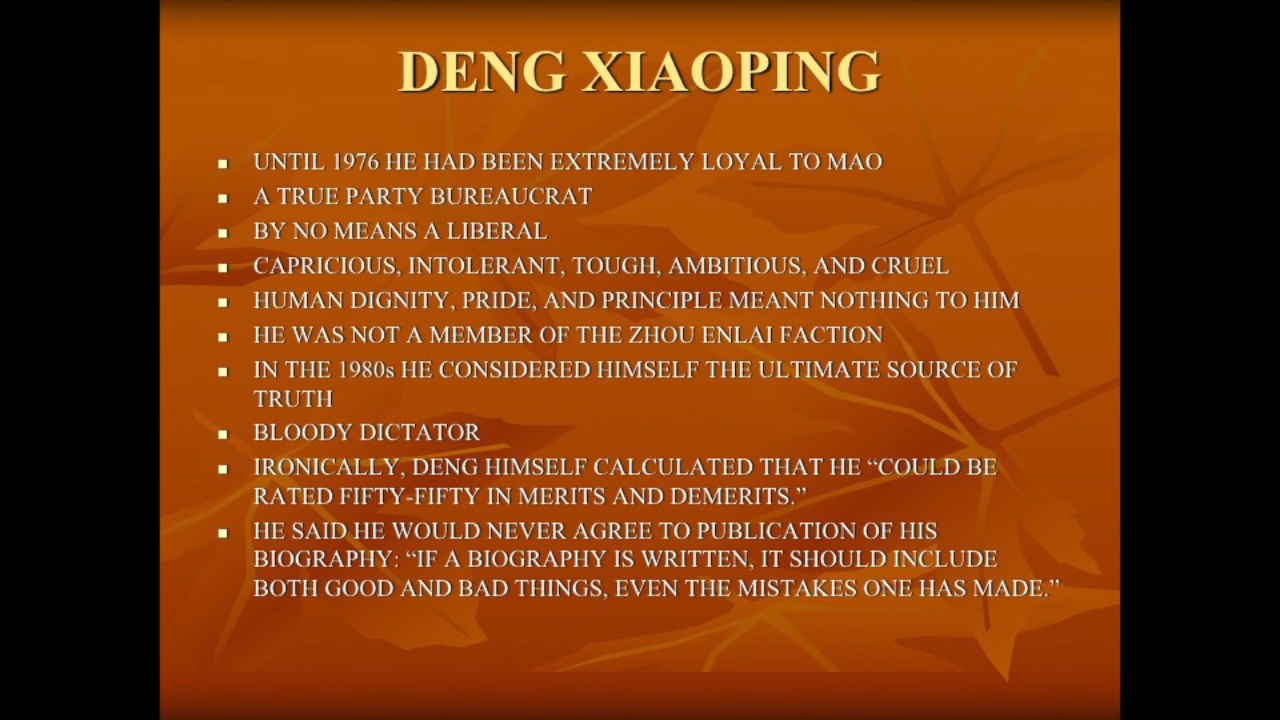 DENG XIAOPING
UNTIL 1976 HE HAD BEEN EXTREMELY LOYAL TO MAO
A TRUE PARTY BUREAUCRAT
BY NO MEANS A LIBERAL
CAPRICIOUS, INTOLERANT, TOUGH, AMBITIOUS, AND CRUEL
HUMAN DIGNITY, PRIDE, AND PRINCIPLE MEANT NOTHING TO HIM
HE WAS NOT A MEMBER OF THE ZHOU ENLAI FACTION
IN THE 1980s HE CONSIDERED HIMSELF THE ULTIMATE SOURCE OF
TRUTH
BLOODY DICTATOR
IRONICALLY, DENG HIMSELF CALCULATED THAT HE “COULD BE
RATED FIFTY-FIFTY IN MERITS AND DEMERITS.”
HE SAID HE WOULD NEVER AGREE TO PUBLICATION OF HIS
BIOGRAPHY: “IF A BIOGRAPHY IS WRITTEN, IT SHOULD INCLUDE
BOTH GOOD AND BAD THINGS, EVEN THE MISTAKES ONE HAS MADE.”